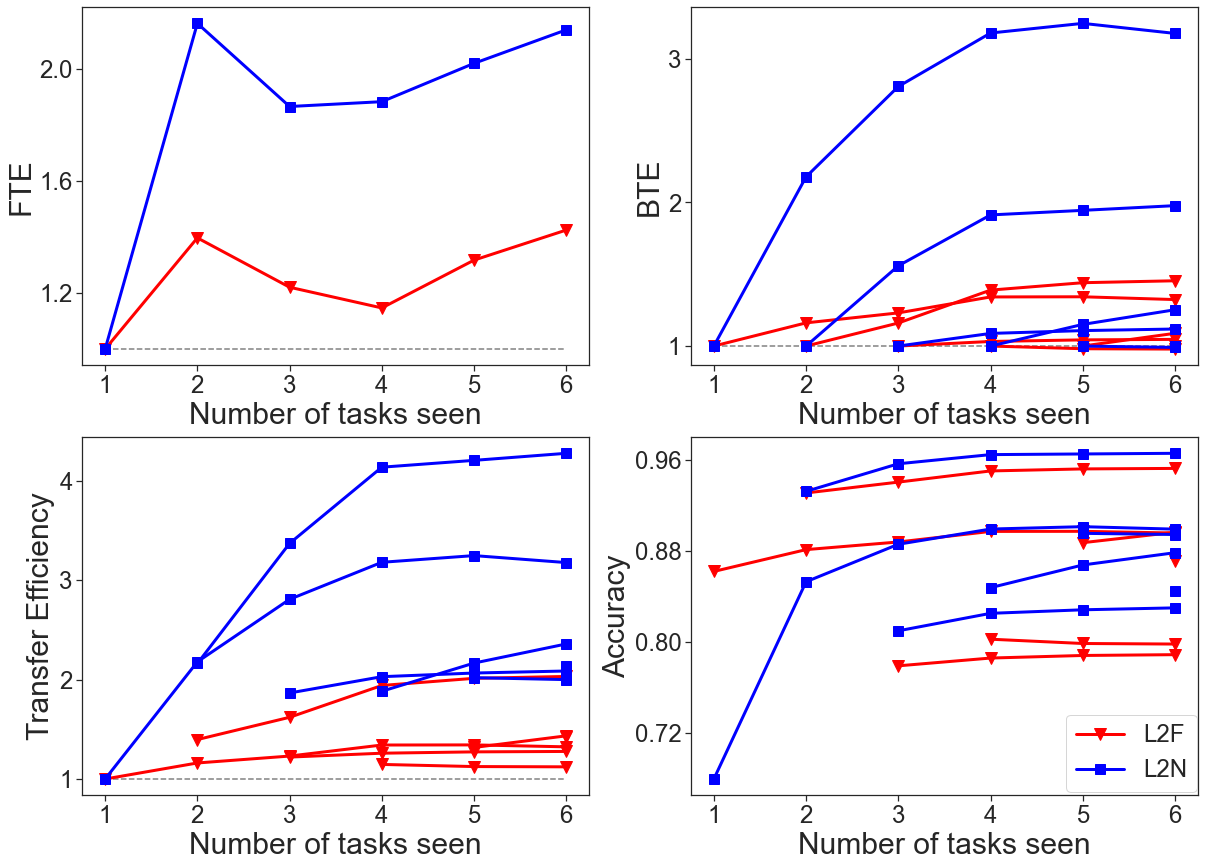 FTE
2.0
1.6
1.2
1 2 3 4 5 6
Number of tasks seen
BTE
3
2
1
1 2 3 4 5 6
Number of tasks seen
Transfer Efficiency
4
3
2
1
1 2 3 4 5 6
Number of tasks seen
Accuracy
0.96
0.88
0.80
0.72
L2F
L2N
1 2 3 4 5 6
Number of tasks seen